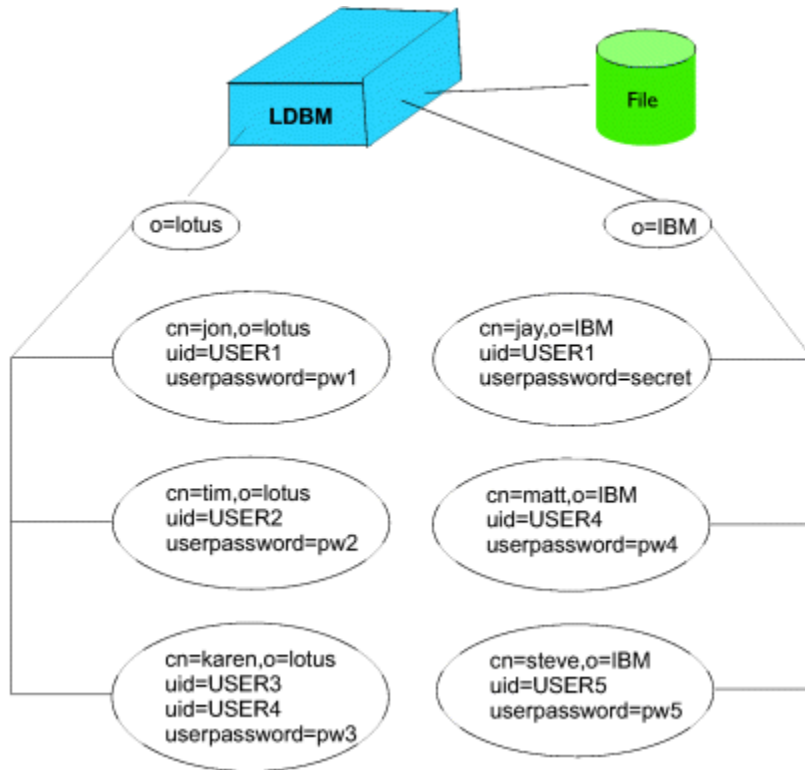 LDBM
File
o=lotus
o=IBM
cn=jon,o=lotus
uid=USER1
userpassword=pw1
cn=jay,o=IBM
uid=USER1
userpassword=secret
cn=tim,o=lotus
uid=USER2
userpassword=pw2
cn=matt,o=IBM
uid=USER4
userpassword=pw4
cn=karen,o=lotus
uid=USER3
uid=USER4
userpassword=pw3
cn=steve,o=IBM
uid=USER5
userpassword=pw5